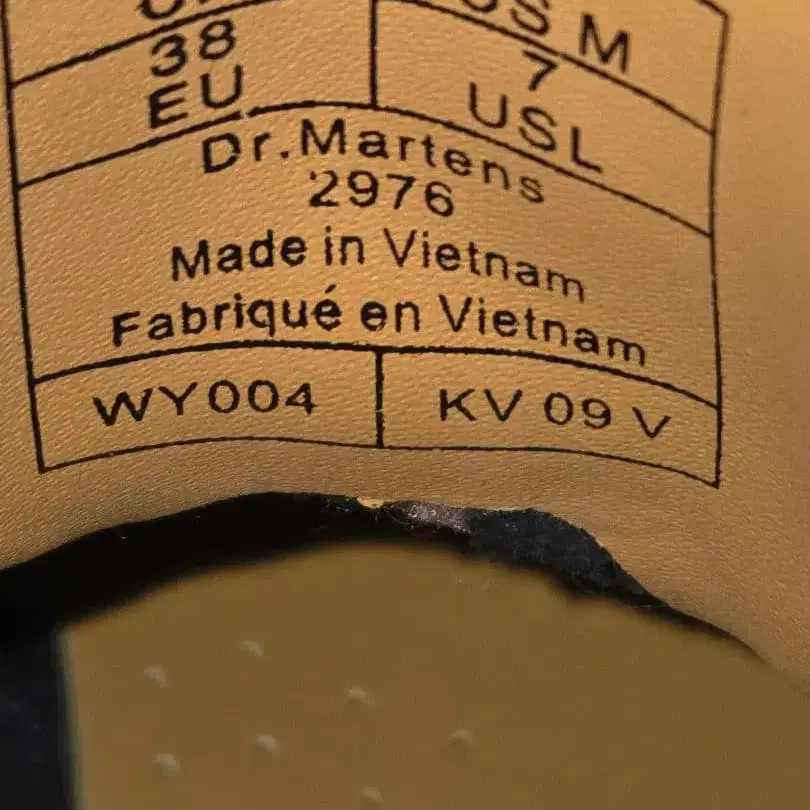 US M
38
7
EU
USL
Dr.Martens
2976
Made in Vietnam
Fabriqué en Vietnam
WY004
KV 09 V